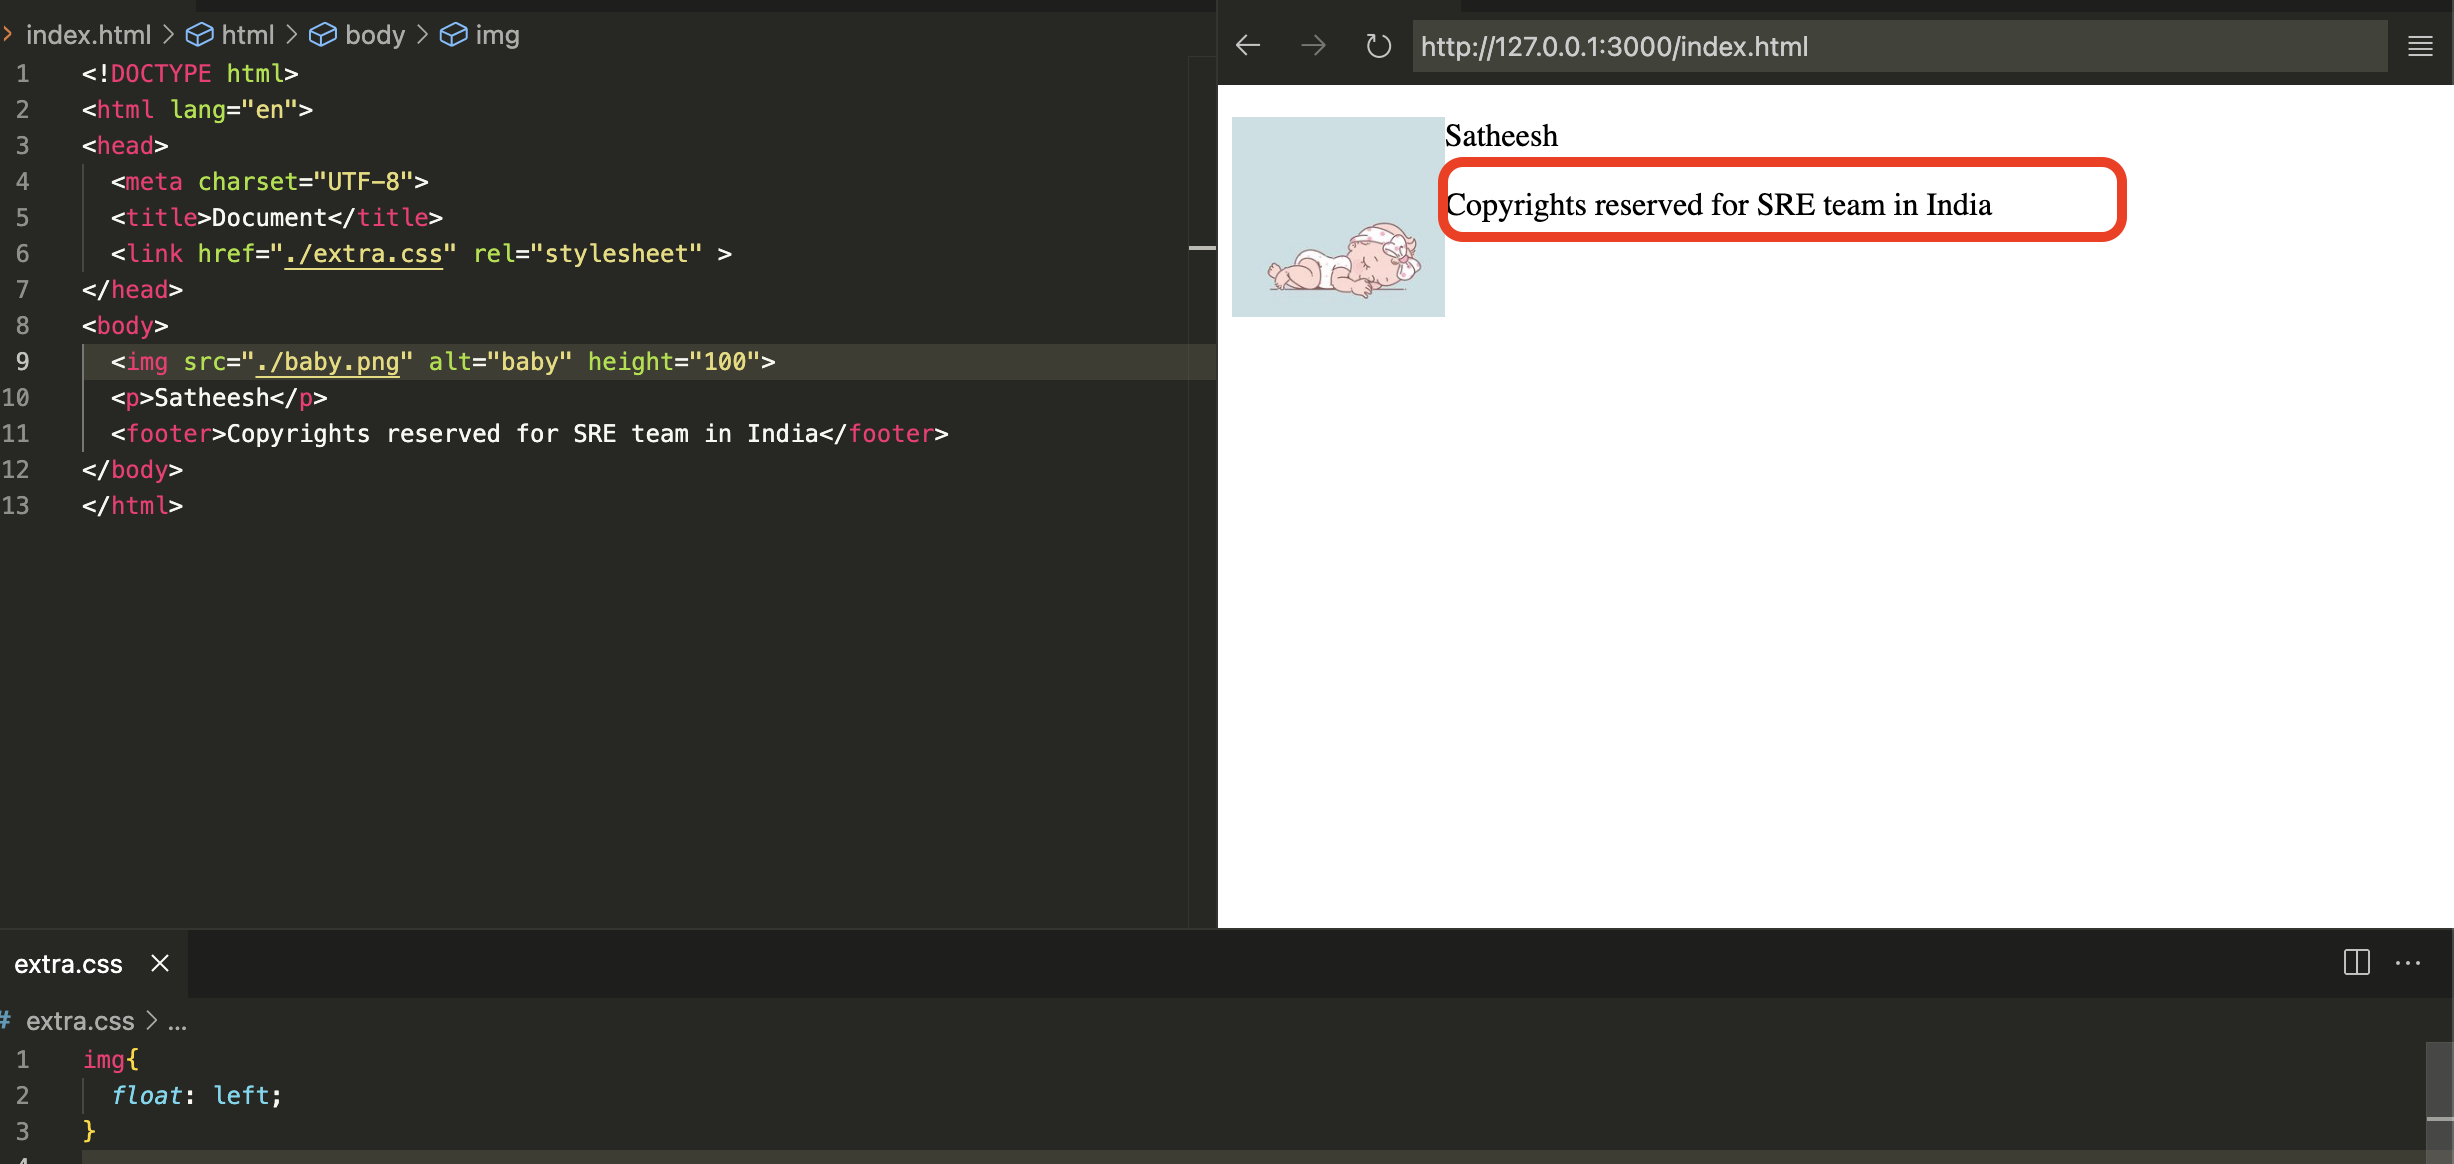 index.html > html > body > img
1 <!DOCTYPE html>
2 <html lang="en">
3 <head>
4 <meta charset="UTF-8">
5 <title>Document</title>
6 <link href="./extra.css" rel="stylesheet" >
7 </head>
8 <body>
9 <img src="./baby.png" alt="baby" height="100">
10 <p>Satheesh</p>
11 <footer>Copyrights reserved for SRE team in India</footer>
12 </body>
13 </html>
http://127.0.0.1:3000/index.html
Satheesh
Copyrights reserved for SRE team in India
extra.css
# extra.css > ...
1 img{
2 float: left;
3 }
4